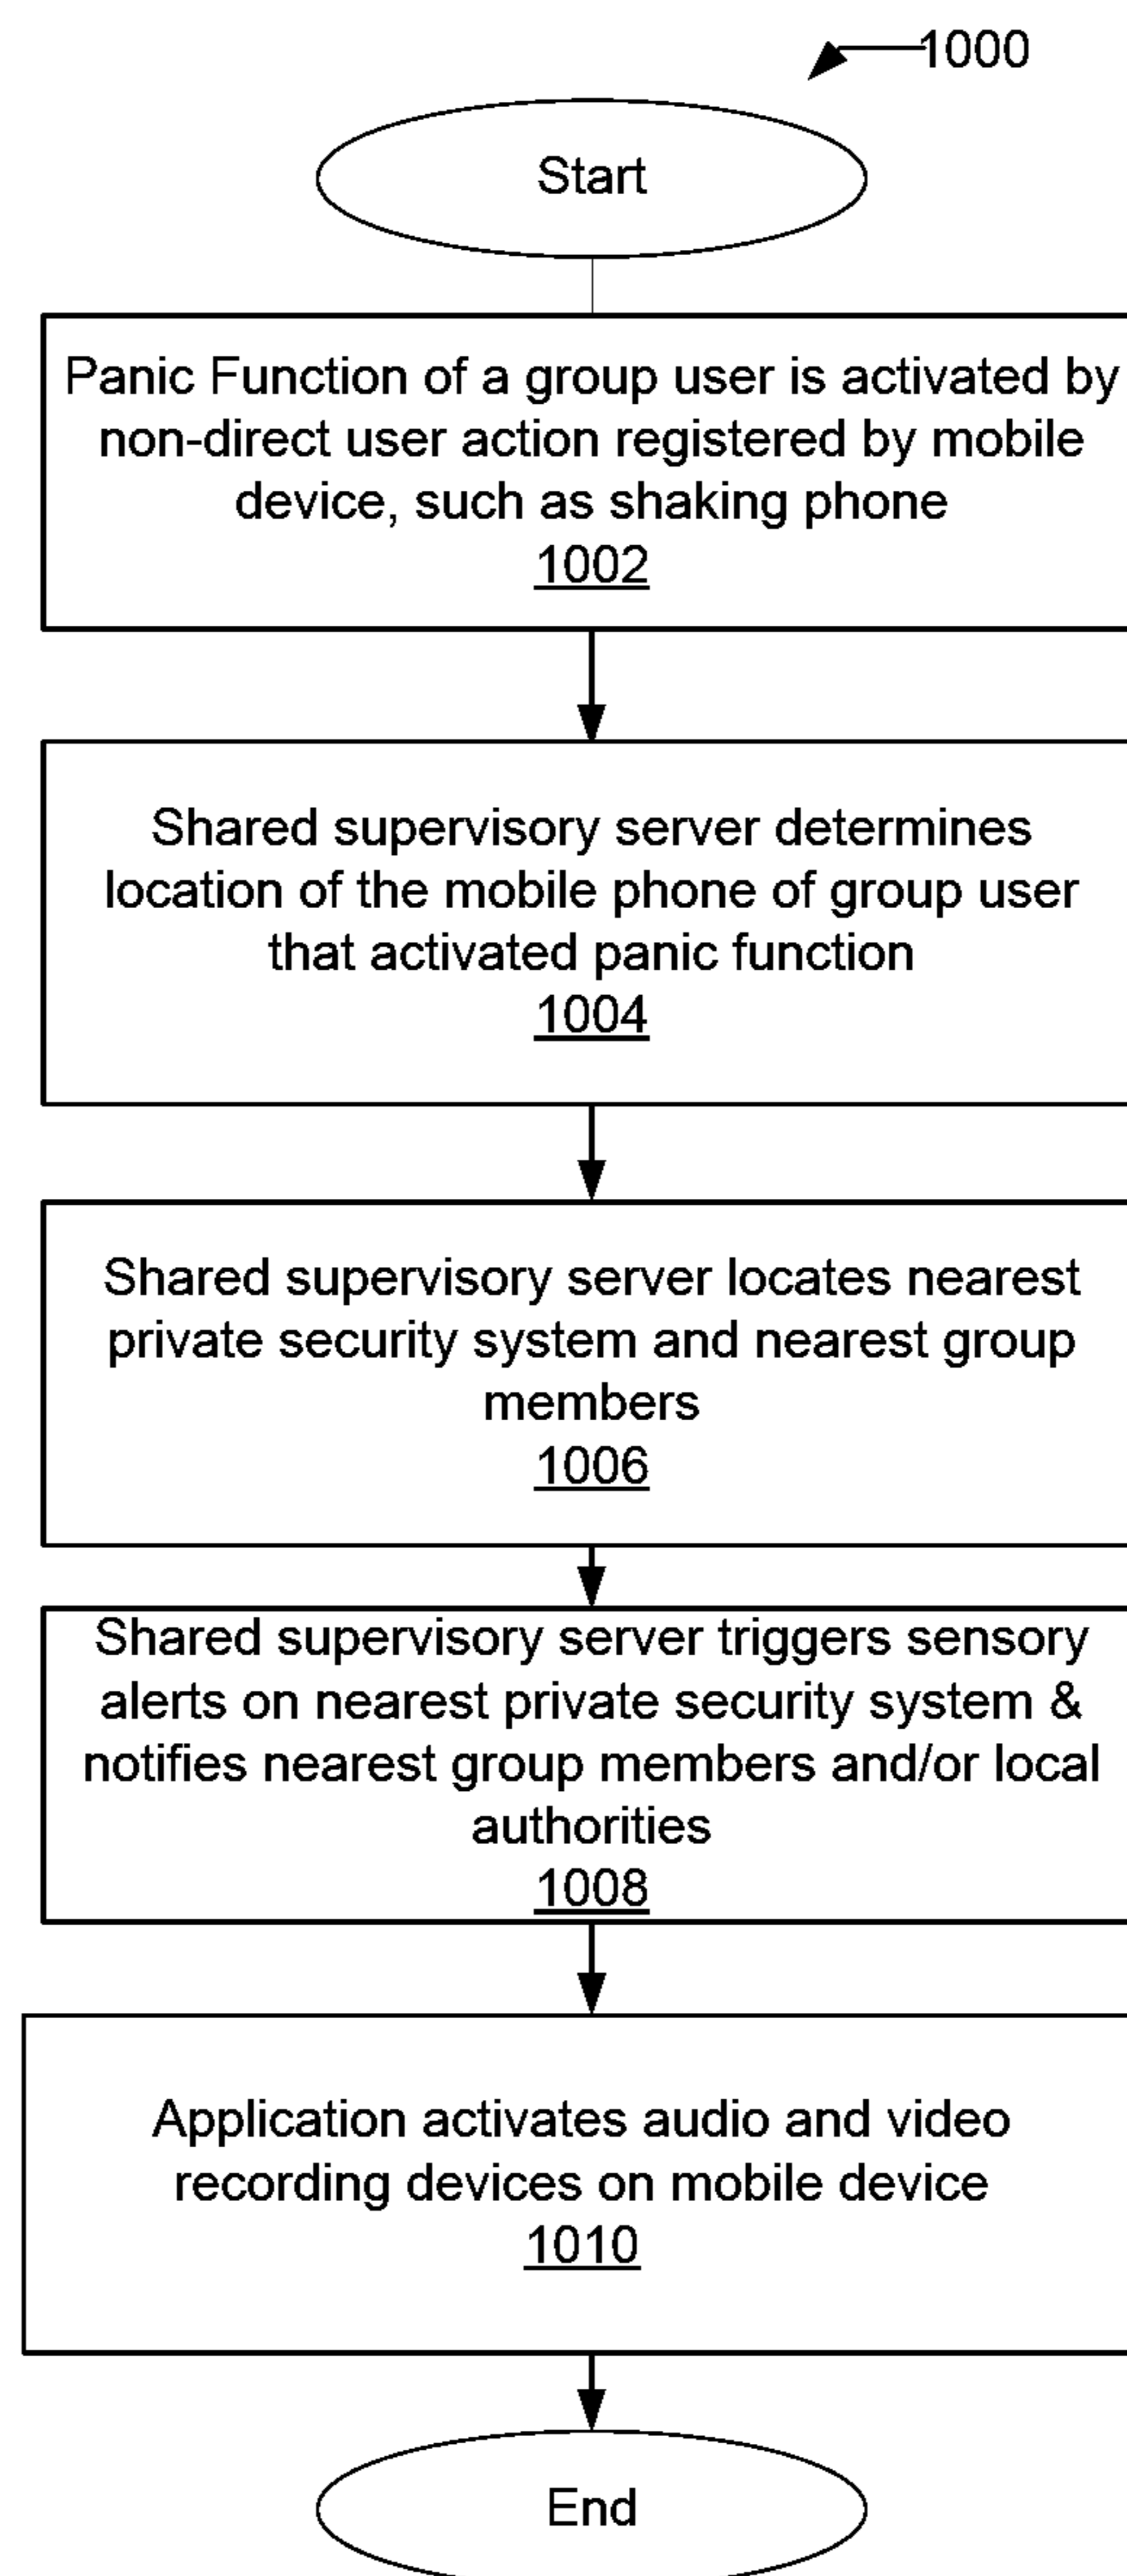 1000
Start
Panic Function of a group user is activated by
non-direct user action registered by mobile
device, such as shaking phone
1002
Shared supervisory server determines
location of the mobile phone of group user
that activated panic function
1004
Shared supervisory server locates nearest
private security system and nearest group
members
1006
Shared supervisory server triggers sensory
alerts on nearest private security system &
notifies nearest group members and/or local
authorities
1008
Application activates audio and video
recording devices on mobile device
1010
End